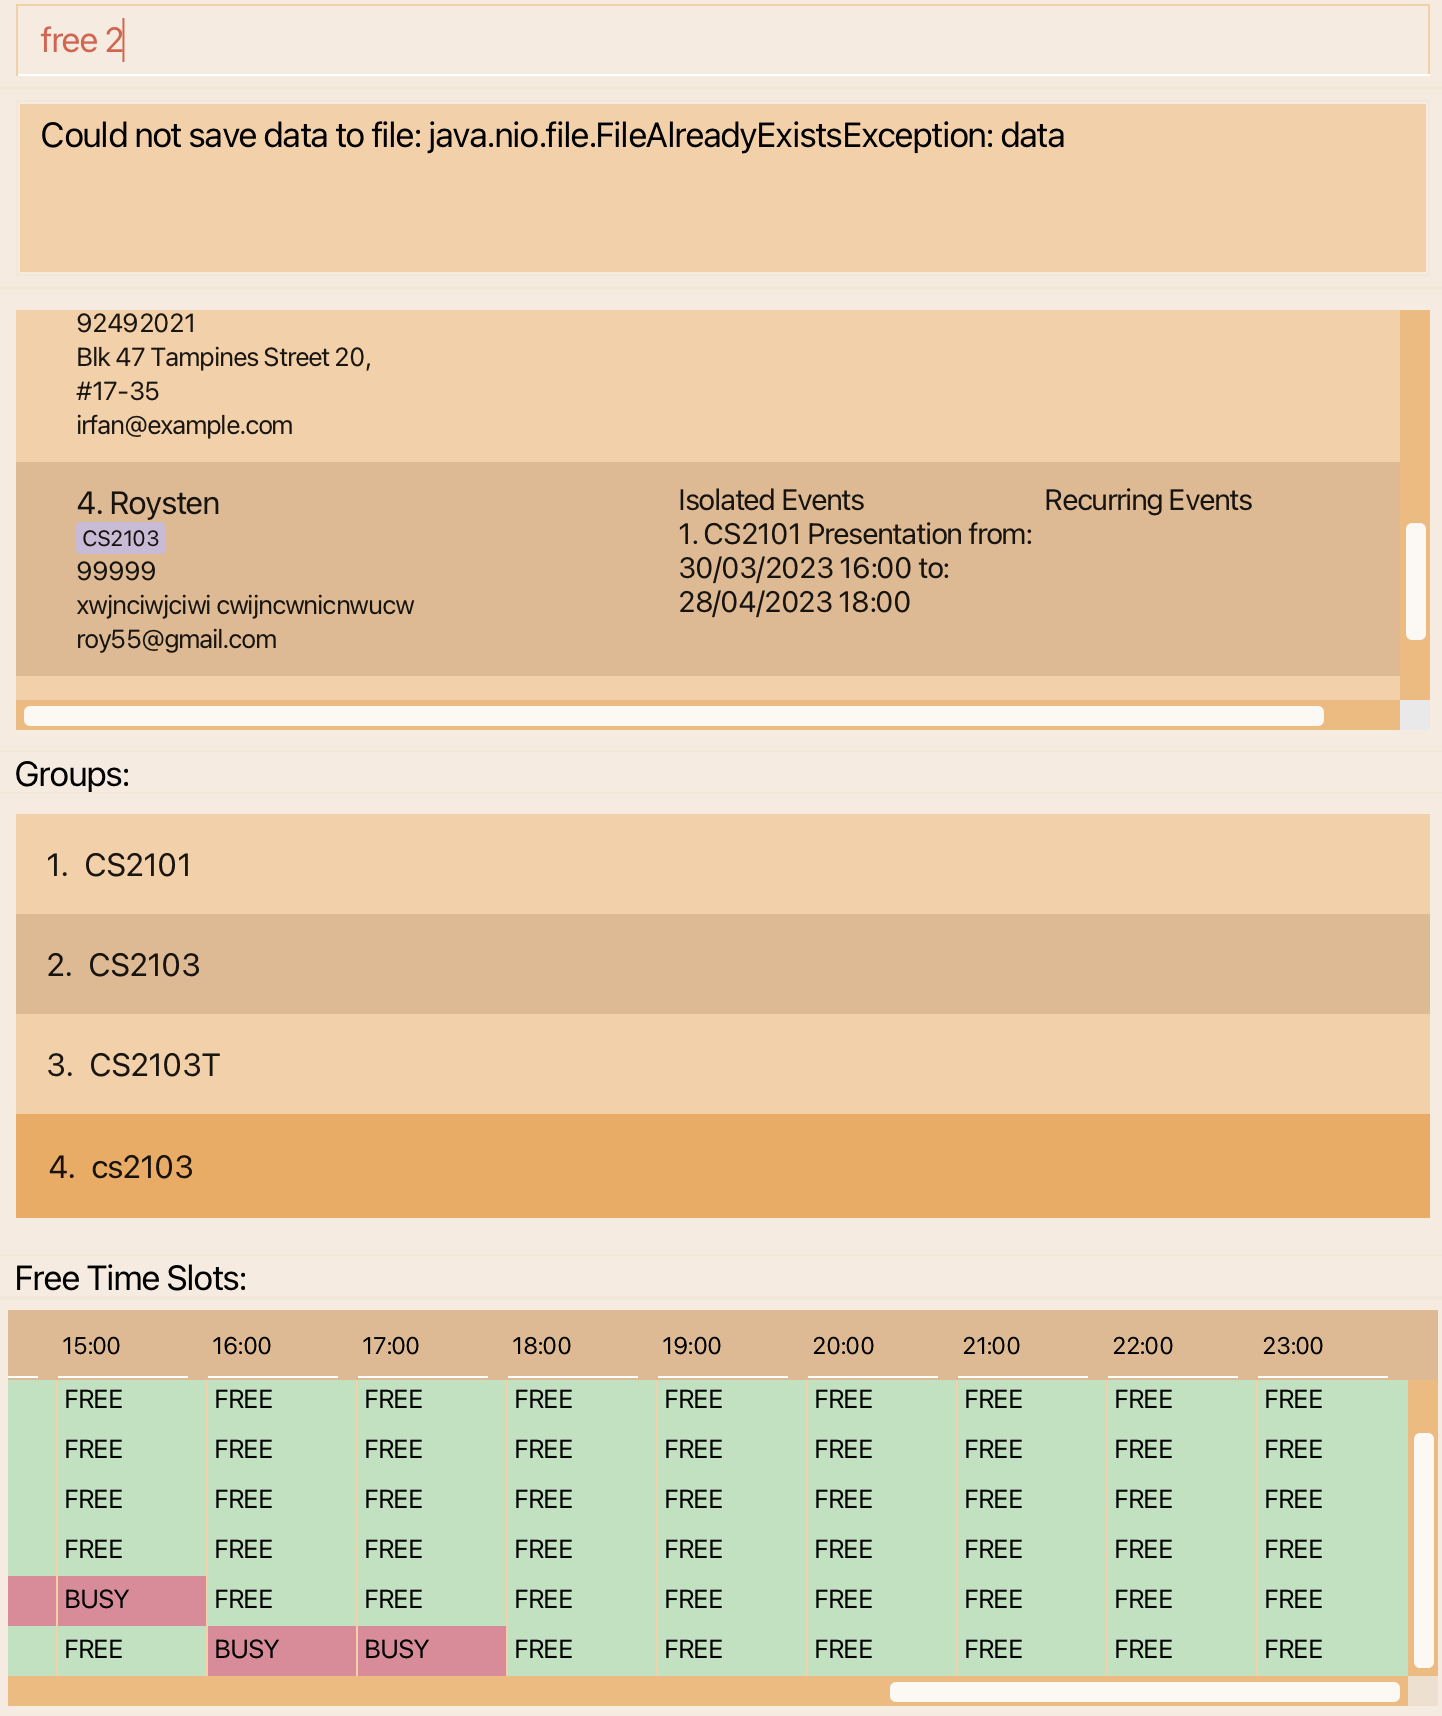 free 2
Could not save data to file: java.nio.file.FileAlreadyExistsException: data
92492021
Blk 47 Tampines Street 20,
#17-35
irfan@example.com
4. Roysten
CS2103
99999
xwjnciwjciwi cwijncwnicnwucw
roy55@gmail.com
Isolated Events
1. CS2101 Presentation from:
30/03/2023 16:00 to:
28/04/2023 18:00
Recurring Events
Groups:
1. CS2101
2. CS2103
3. CS2103T
4. cs2103
Free Time Slots:
15:00 16:00 17:00 18:00 19:00 20:00 21:00 22:00 23:00
FREE FREE FREE FREE FREE FREE FREE FREE FREE
FREE FREE FREE FREE FREE FREE FREE FREE FREE
FREE FREE FREE FREE FREE FREE FREE FREE FREE
FREE FREE FREE FREE FREE FREE FREE FREE FREE
BUSY FREE FREE FREE FREE FREE FREE FREE FREE
FREE BUSY BUSY FREE FREE FREE FREE FREE FREE